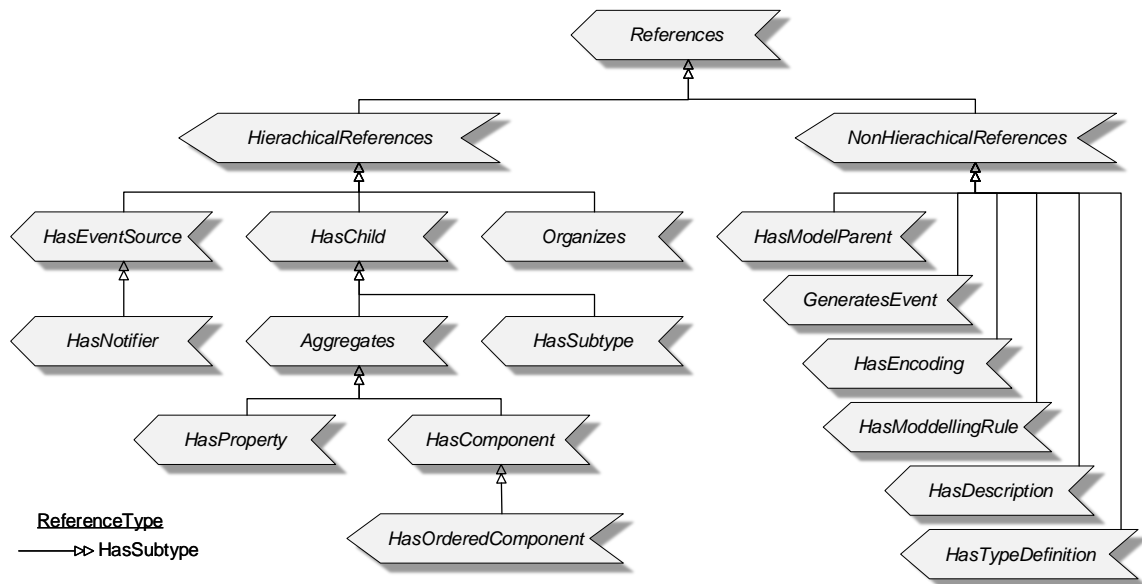 References
HierachicalReferences
NonHierachicalReferences
HasEventSource
HasChild
Organizes
HasModelParent
GeneratesEvent
HasNotifier
Aggregates
HasSubtype
HasEncoding
HasProperty
HasComponent
HasModdellingRule
HasDescription
ReferenceType
HasSubtype
HasOrderedComponent
HasTypeDefinition